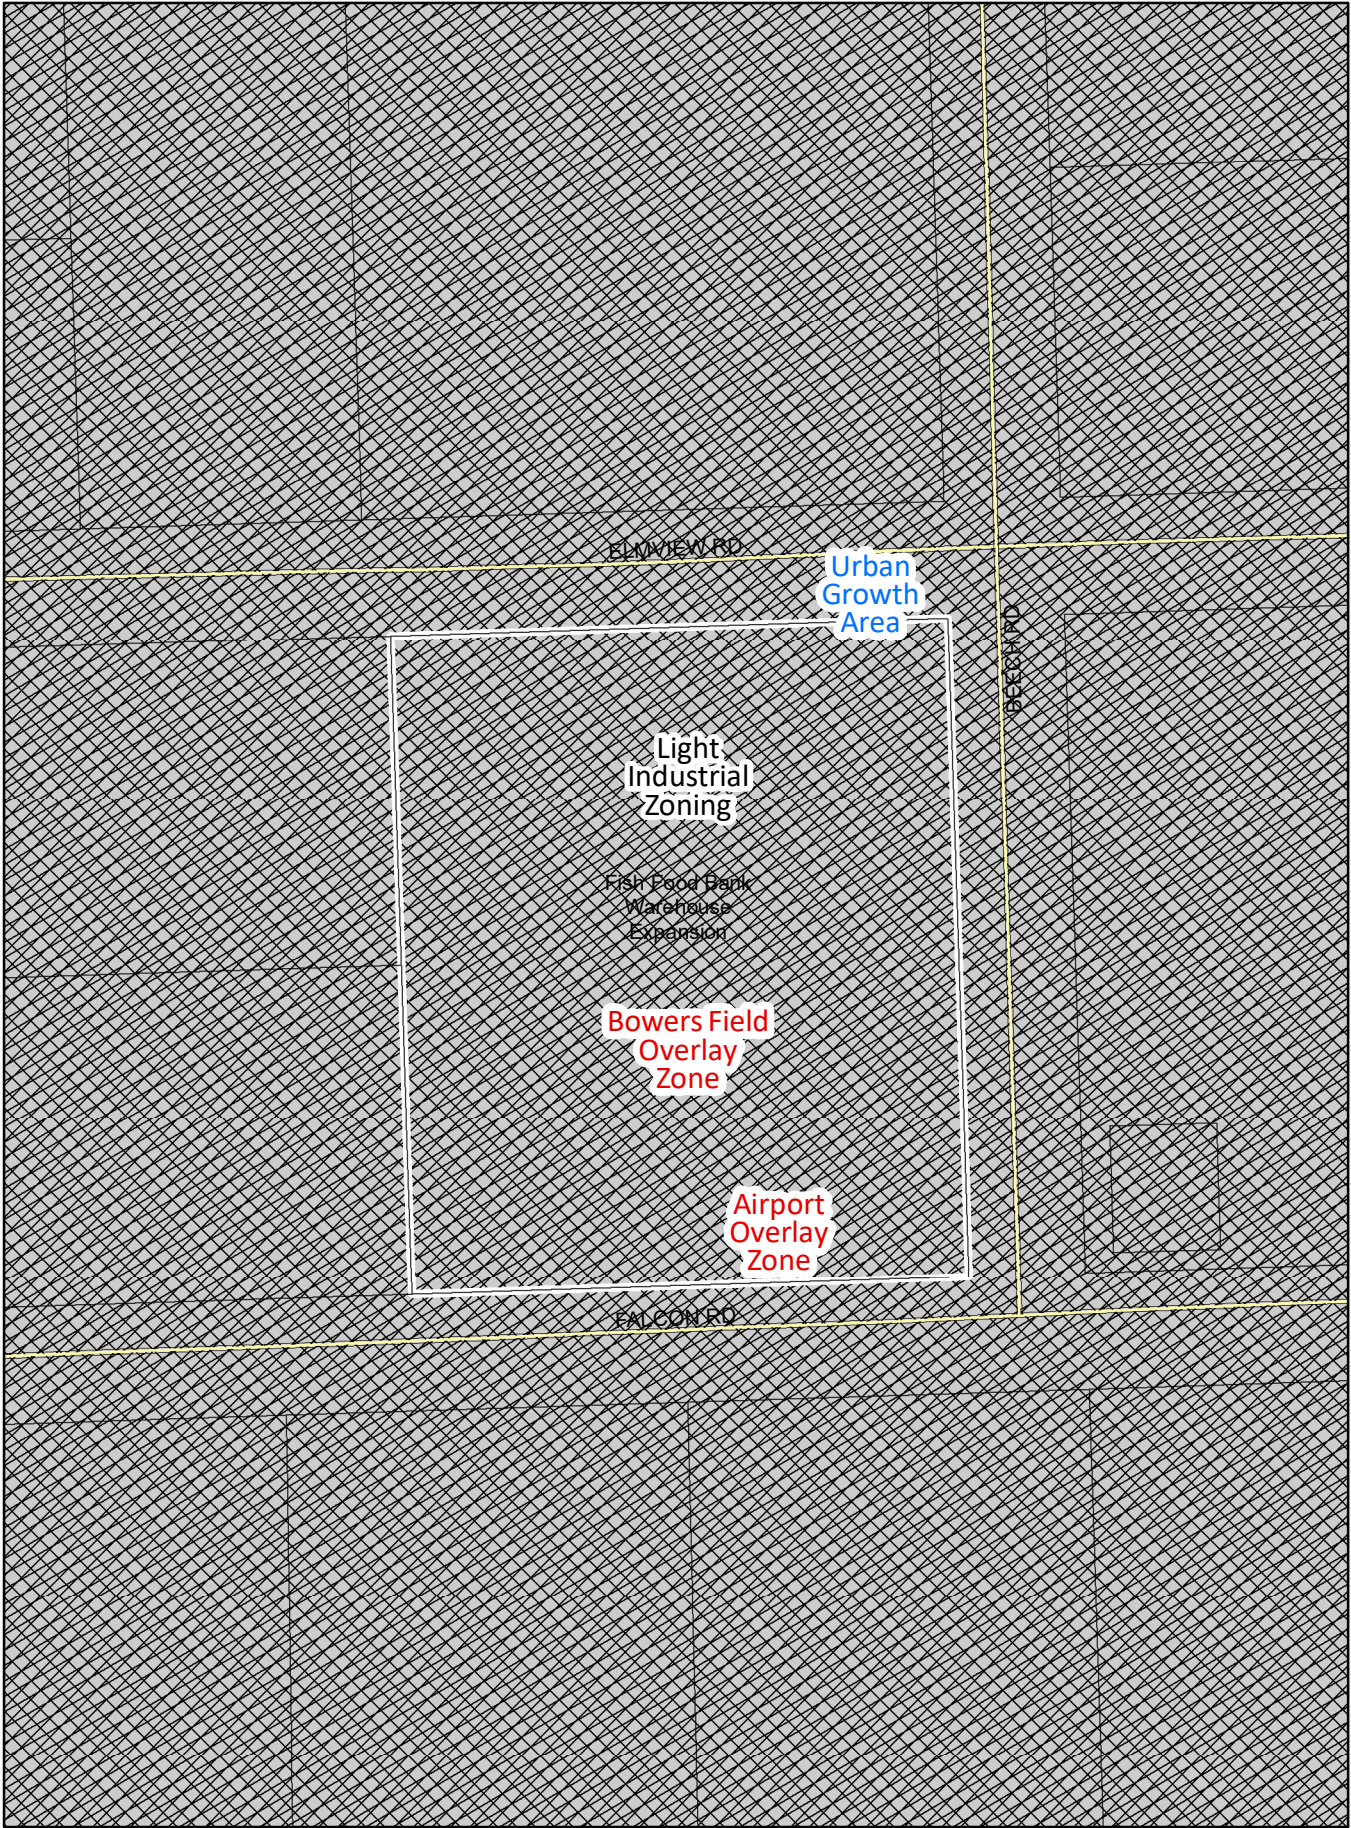 ELMVIEW RD
Urban
Growth
Area
BEECH RD
Light
Industrial
Zoning
Fish Food Bank
Warehouse
Expansion
Bowers Field
Overlay
Zone
Airport
Overlay
Zone
FALCON RD